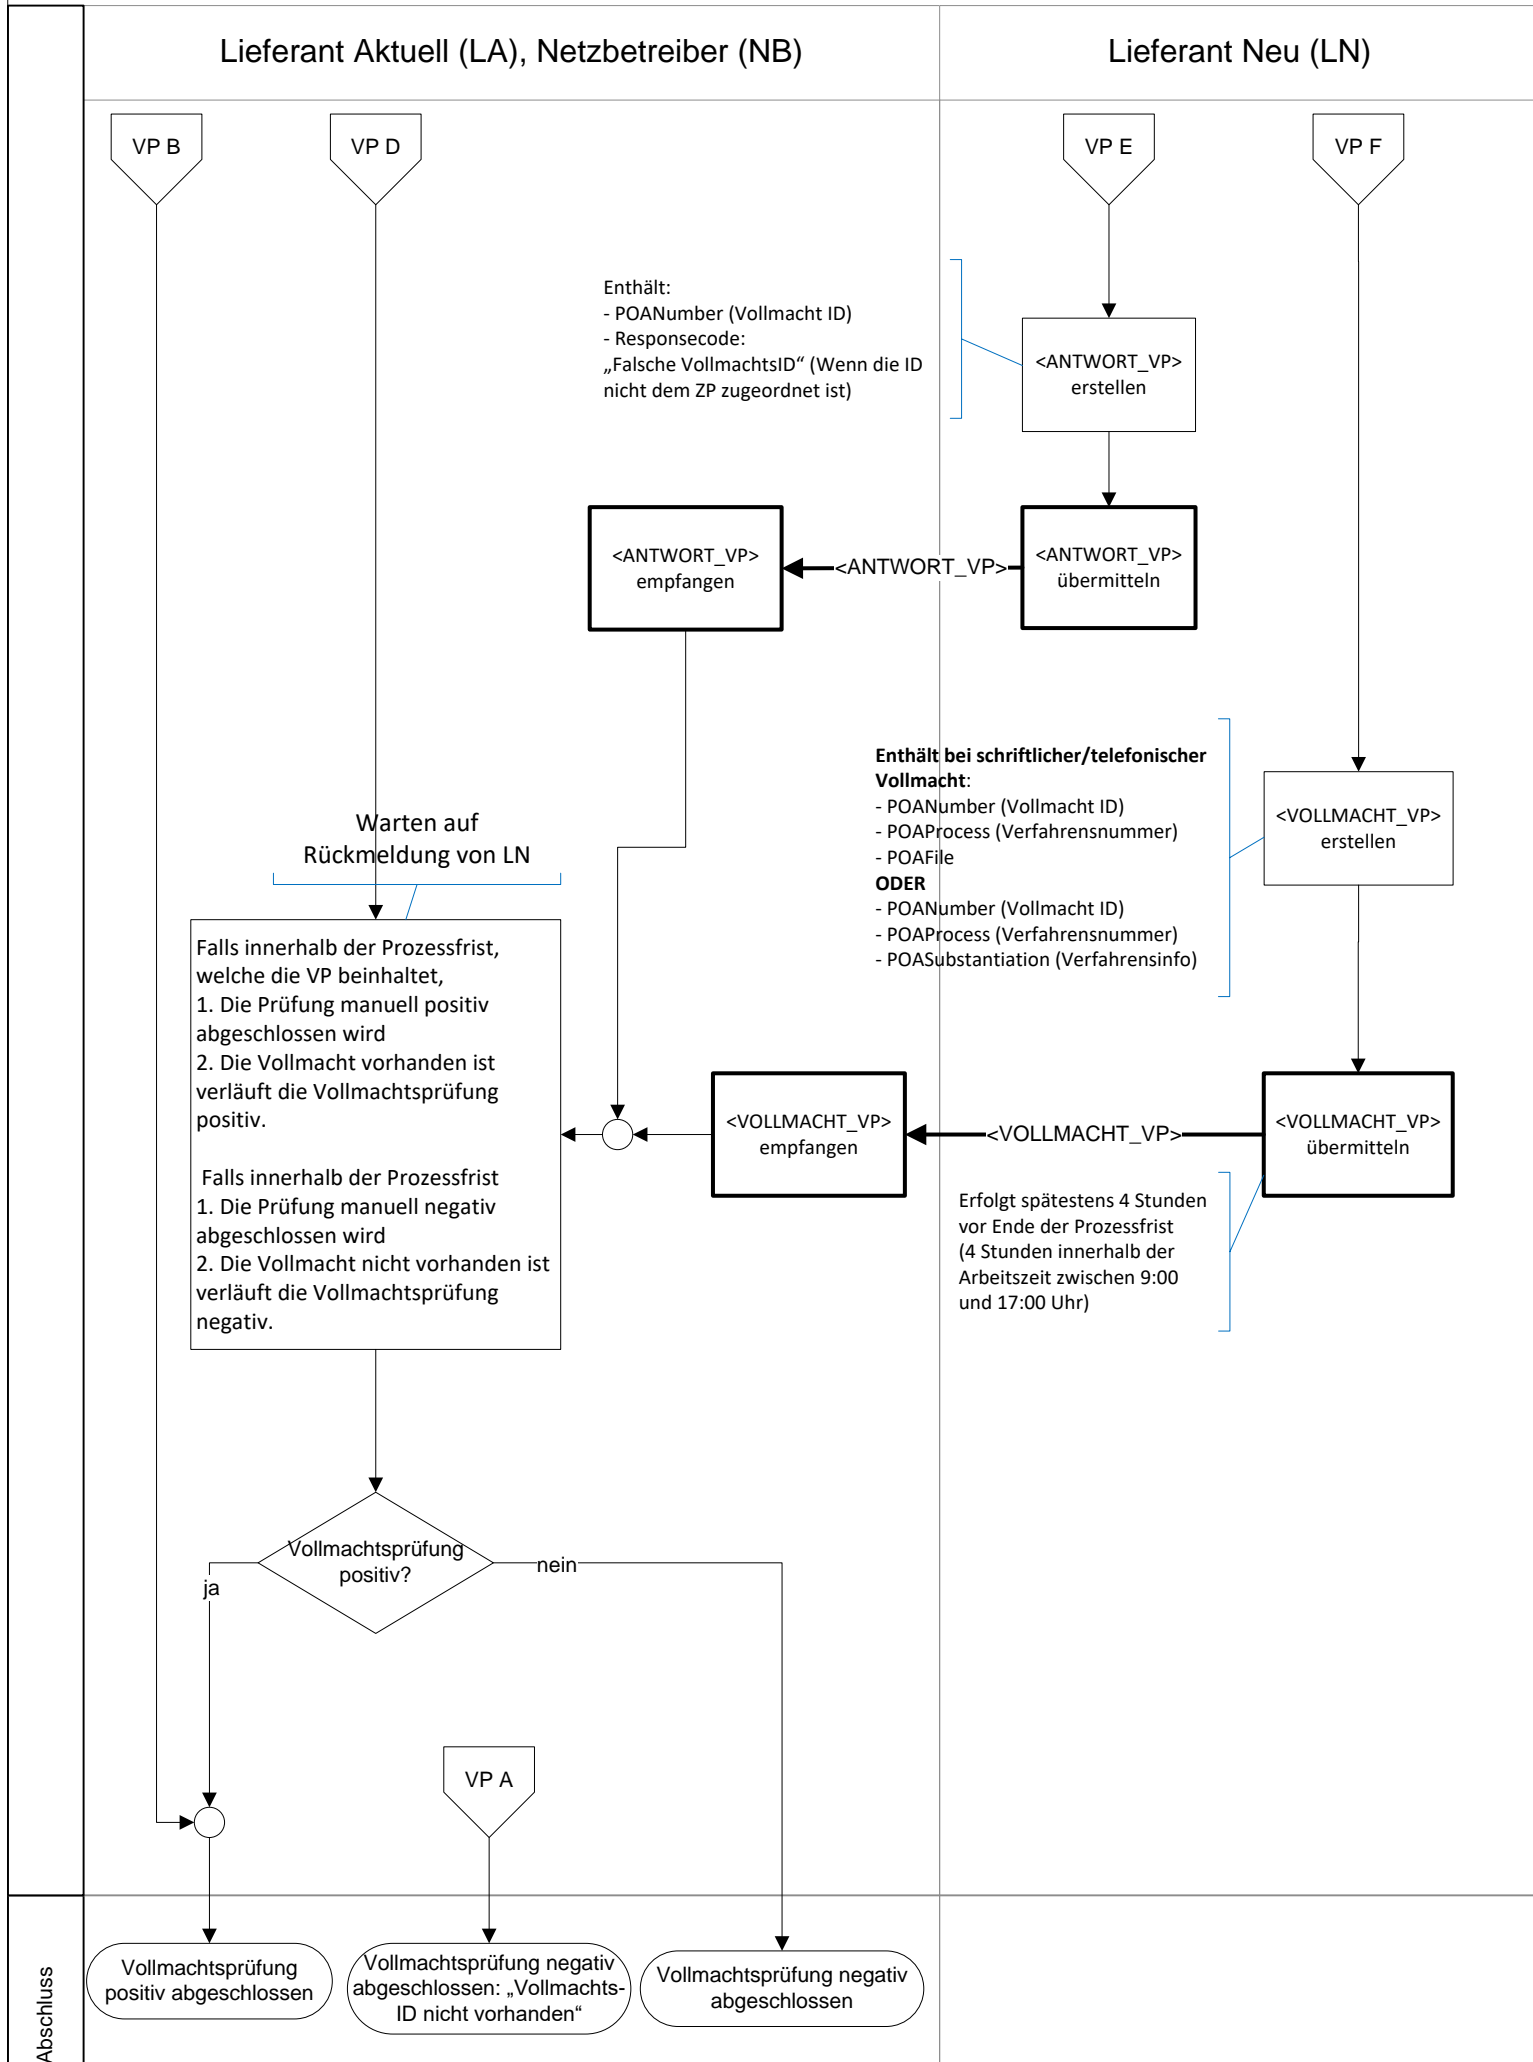 Lieferant Aktuell (LA), Netzbetreiber (NB)
Lieferant Neu (LN)
VP B
VP D
VP E
VP F
Enthält:
- POANumber (Vollmacht ID)
- Responsecode:
„Falsche VollmachtsID“ (Wenn die ID
nicht dem ZP zugeordnet ist)
<ANTWORT_VP>
erstellen
<ANTWORT_VP>
empfangen
<ANTWORT_VP>
<ANTWORT_VP>
übermitteln
Enthält bei schriftlicher/telefonischer
Vollmacht:
- POANumber (Vollmacht ID)
- POAProcess (Verfahrensnummer)
- POAFile
ODER
- POANumber (Vollmacht ID)
- POAProcess (Verfahrensnummer)
- POASubstantiation (Verfahrensinfo)
<VOLLMACHT_VP>
erstellen
Warten auf
Rückmeldung von LN
Falls innerhalb der Prozessfrist,
welche die VP beinhaltet,
1. Die Prüfung manuell positiv
abgeschlossen wird
2. Die Vollmacht vorhanden ist
verläuft die Vollmachtsprüfung
positiv.
Falls innerhalb der Prozessfrist
1. Die Prüfung manuell negativ
abgeschlossen wird
2. Die Vollmacht nicht vorhanden ist
verläuft die Vollmachtsprüfung
negativ.
<VOLLMACHT_VP>
empfangen
<VOLLMACHT_VP>
<VOLLMACHT_VP>
übermitteln
Erfolgt spätestens 4 Stunden
vor Ende der Prozessfrist
(4 Stunden innerhalb der
Arbeitszeit zwischen 9:00
und 17:00 Uhr)
Vollmachtsprüfung
positiv?
ja
nein
VP A
Abschluss
Vollmachtsprüfung
positiv abgeschlossen
Vollmachtsprüfung negativ
abgeschlossen: „Vollmachts-
ID nicht vorhanden“
Vollmachtsprüfung negativ
abgeschlossen